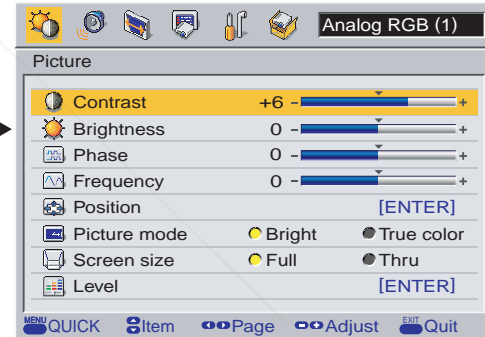 Analog RGB (1)
Picture
Contrast +6 - +
Brightness 0 - +
Phase 0 - +
Frequency 0 - +
Position [ENTER]
Picture mode Bright True color
Screen size Full Thru
Level [ENTER]
MENU QUICK Item Page Adjust EXIT Quit